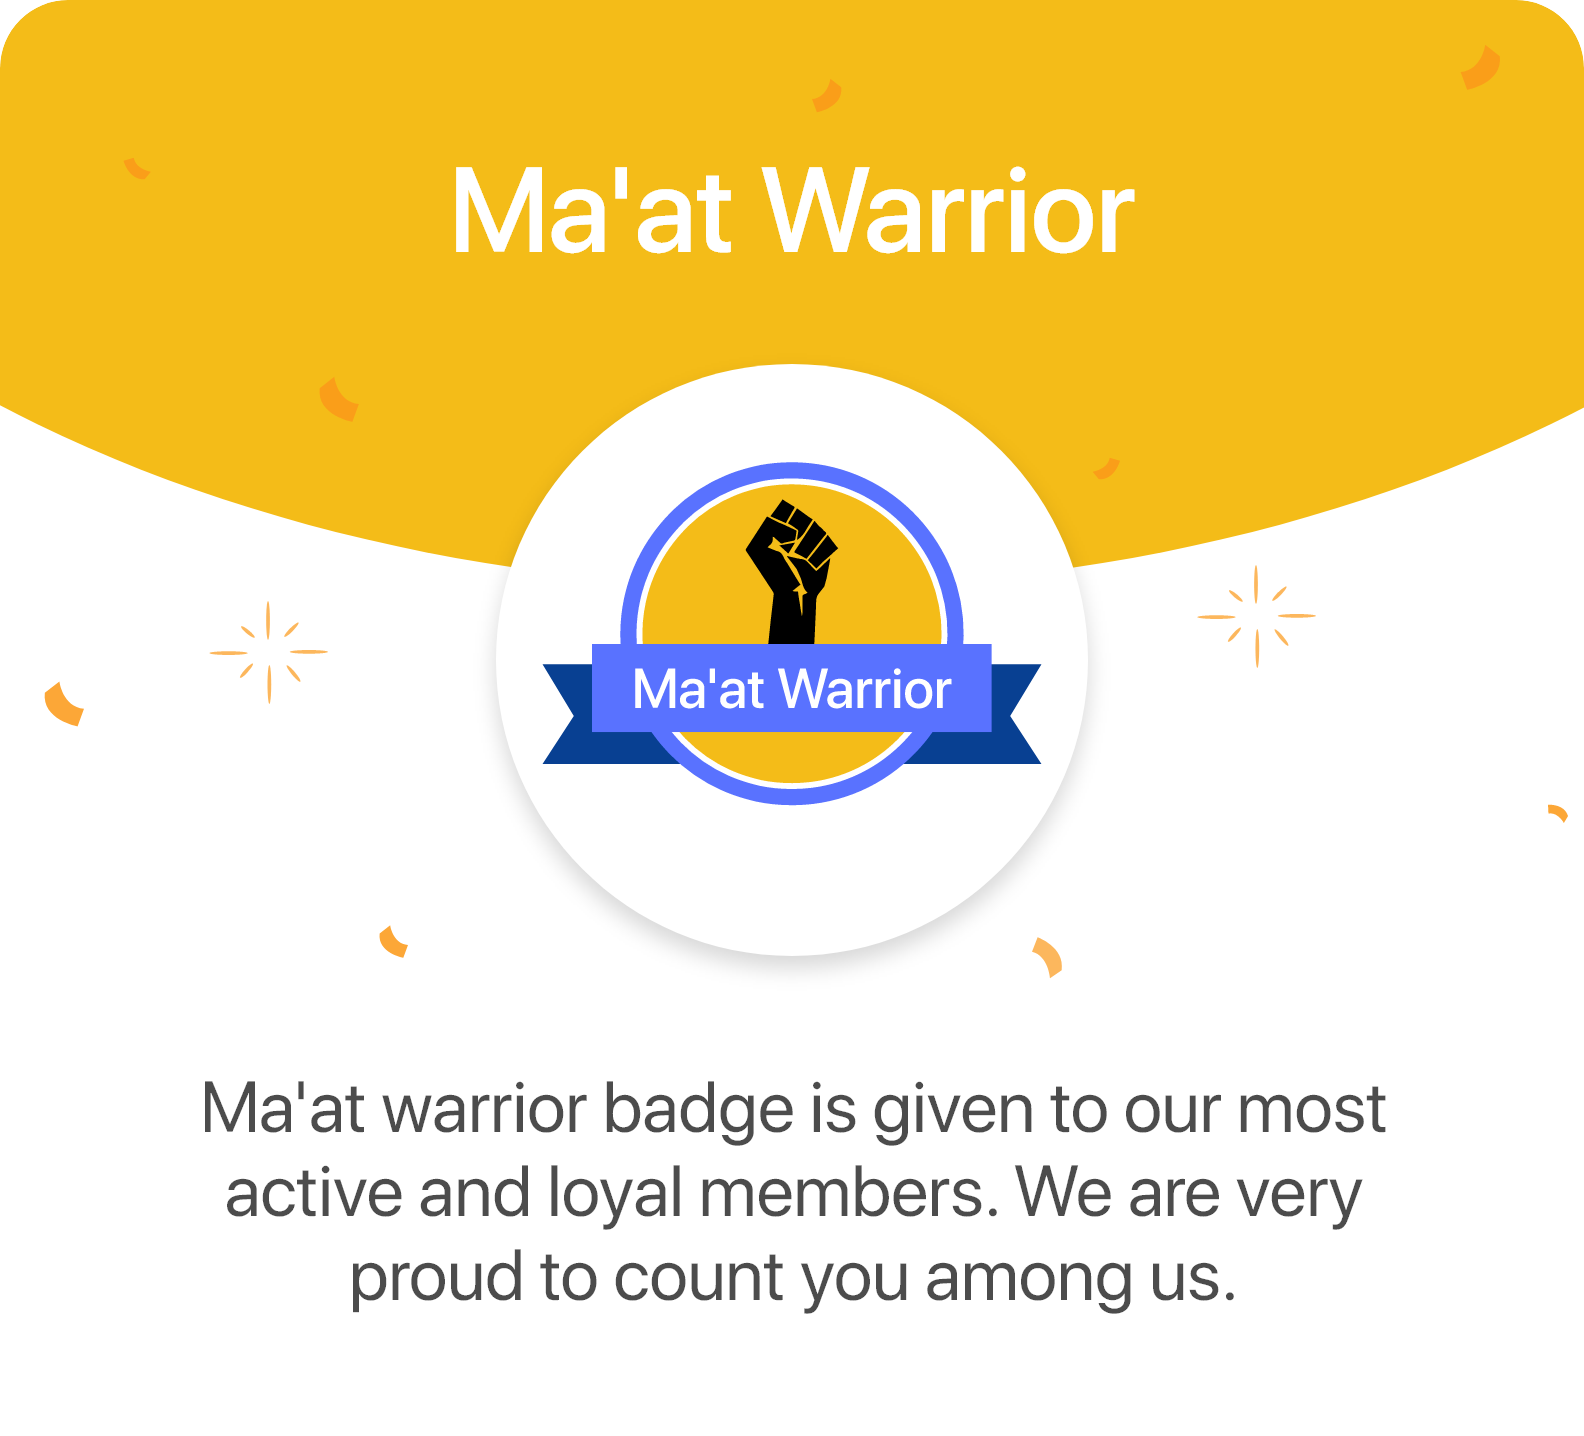 Ma'at Warrior
Ma'at Warrior
Ma'at warrior badge is given to our most
active and loyal members. We are very
proud to count you among us.